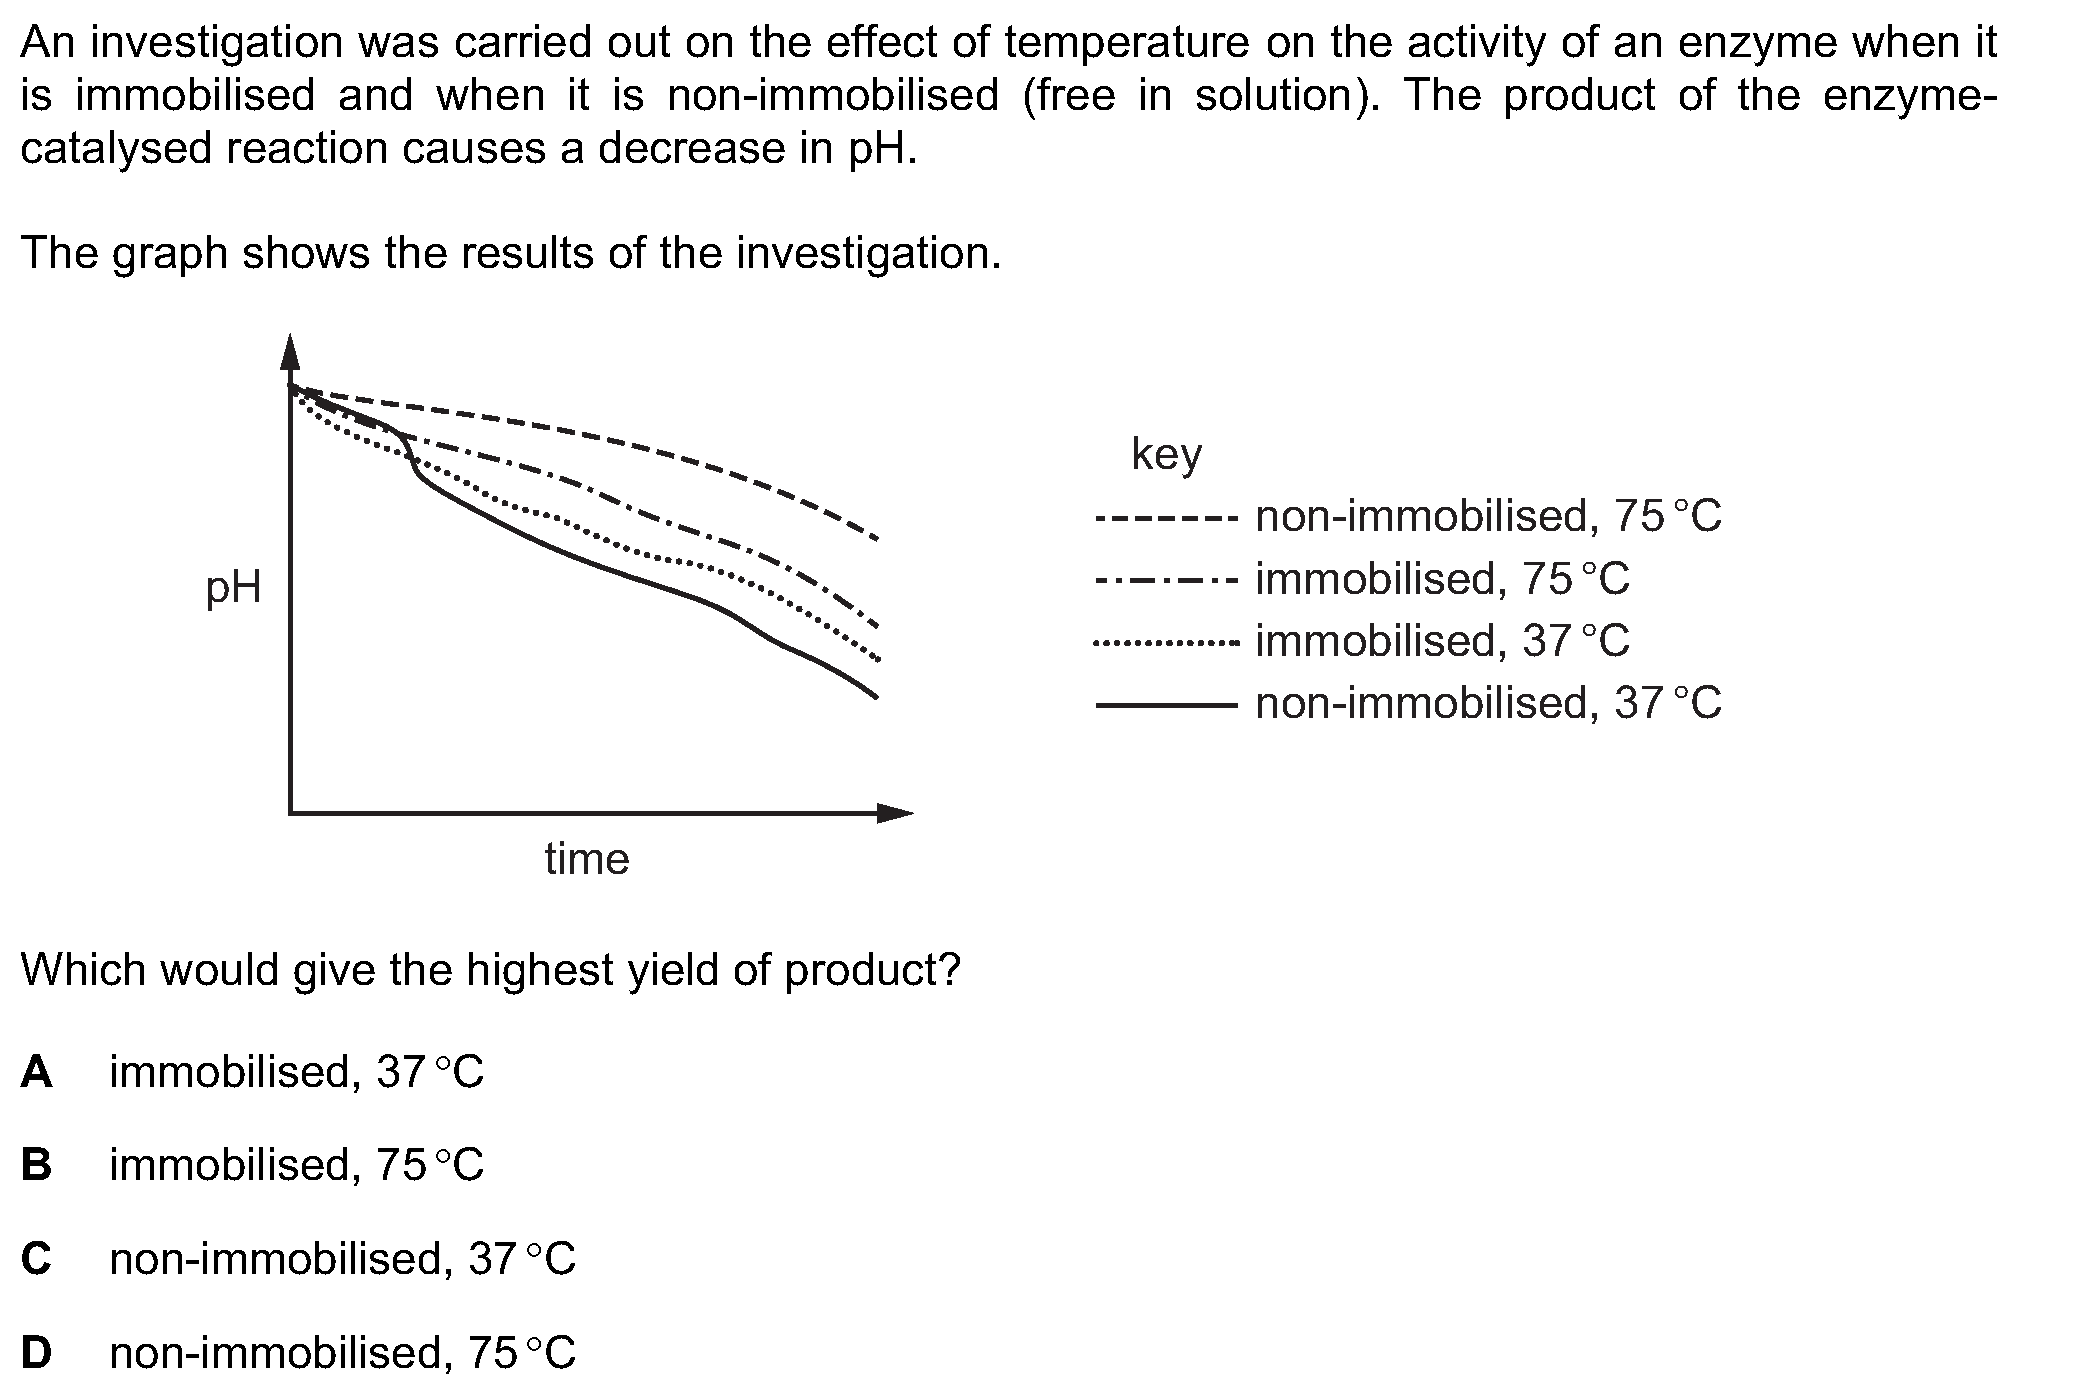 An investigation was carried out on the effect of temperature on the activity of an enzyme when it
is immobilised and when it is non-immobilised (free in solution). The product of the enzyme-
catalysed reaction causes a decrease in pH.
The graph shows the results of the investigation.
pH
time
key
non-immobilised, 75 °C
immobilised, 75 °C
immobilised, 37 °C
non-immobilised, 37 °C
Which would give the highest yield of product?
A immobilised, 37 °C
B immobilised, 75 °C
C non-immobilised, 37 °C
D non-immobilised, 75 °C